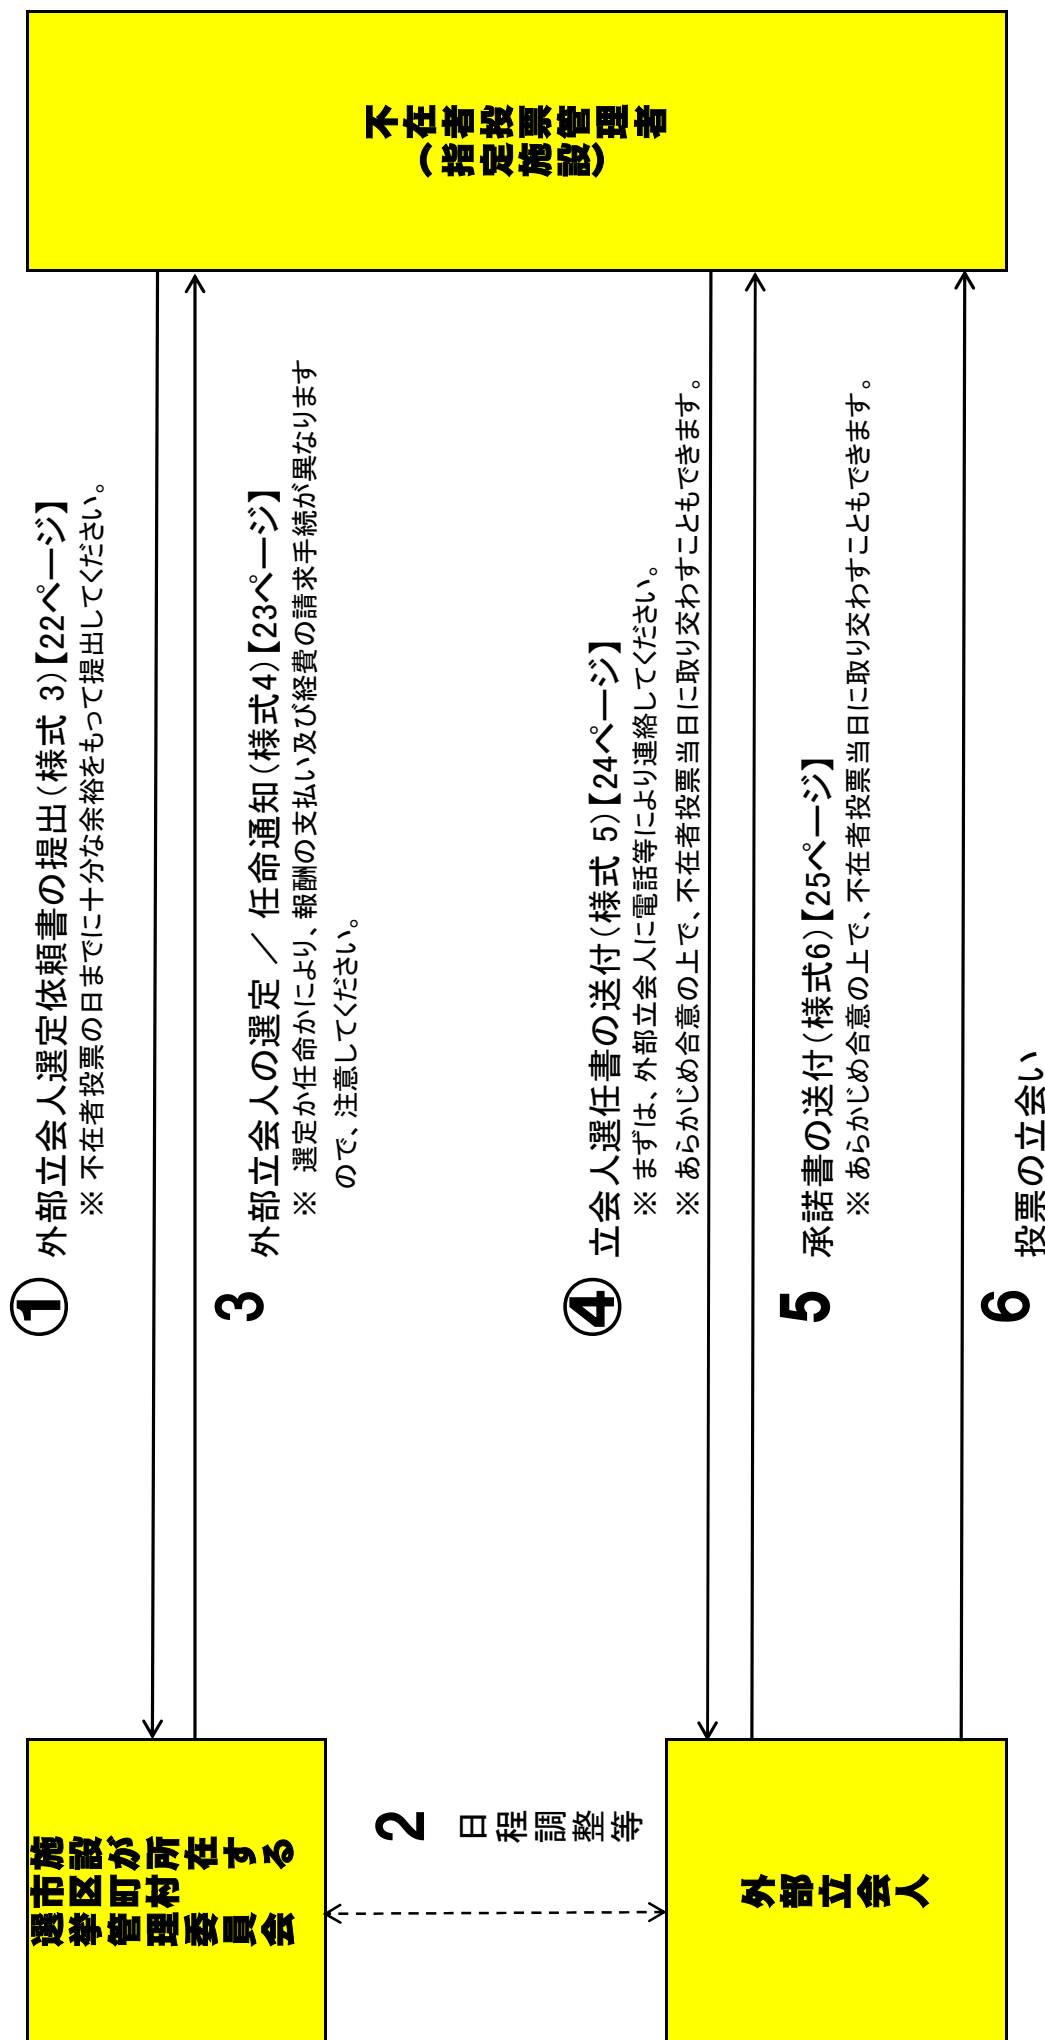 不在者投票管理者
（指定施設）
①
外部立会人選定依頼書の提出（様式 3）【22ページ】
※ 不在者投票の日までに十分な余裕をもって提出してください。
3
外部立会人の選定 ／ 任命通知（様式4）【23ページ】
※ 選定か任命かにより、報酬の支払い及び経費の請求手続が異なります
ので、注意してください。
④
立会人選任書の送付（様式 5）【24ページ】
※ まずは、外部立会人に電話等により連絡してください。
※ あらかじめ合意の上で、不在者投票当日に取り交わすこともできます。
5
承諾書の送付（様式6）【25ページ】
※ あらかじめ合意の上で、不在者投票当日に取り交わすこともできます。
6
投票の立会い
施設が所在する
市区町村
選挙管理委員会
2
日程調整等
外部立会人